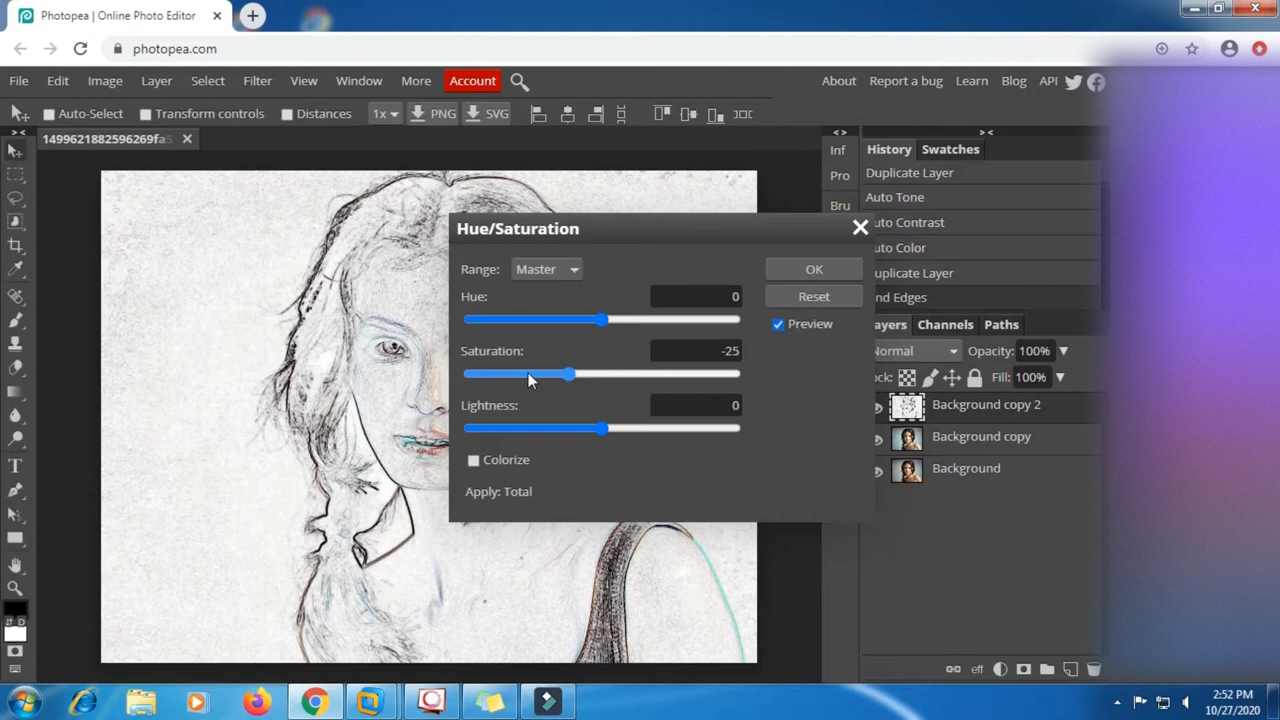 Photopea | Online Photo Editor
photopea.com
File Edit Image Layer Select Filter View Window More Account About Report a bug Learn Blog API
Auto-Select Transform controls Distances 1x PNG SVG
1499621882596269fa5
Inf
Pro
Bru
History Swatches
Duplicate Layer
Auto Tone
uto Contrast
uto Color
uplicate Layer
nd Edges
Hue/Saturation
Range: Master OK
Hue: 0 Reset
Preview
Saturation: -25
Lightness: 0
Colorize
Apply: Total
ayers Channels Paths
Normal Opacity: 100%
ck: Fill: 100%
Background copy 2
Background copy
Background
eff
D
2:52 PM
10/27/2020